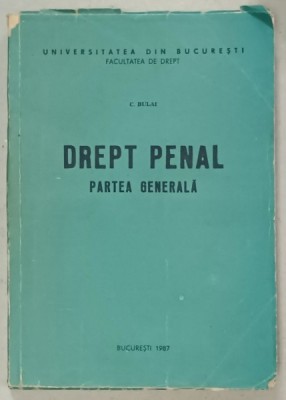 UNIVERSITATEA DIN BUCUREȘTI
FACULTATEA DE DREPT
C. BULAI
DREPT PENAL
PARTEA GENERALĂ
BUCUREȘTI 1987